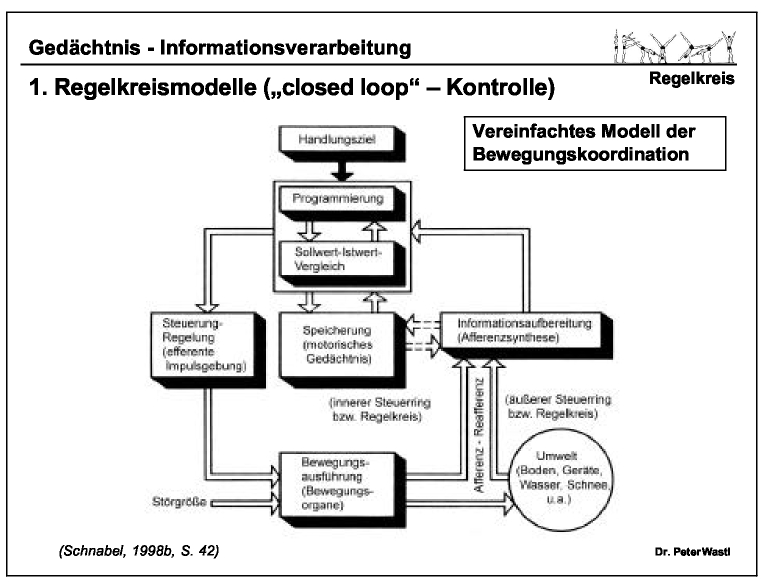 Gedächtnis - Informationsverarbeitung
Regelkreis
1. Regelkreismodelle („closed loop“ – Kontrolle)
Vereinfachtes Modell der
Bewegungskoordination
Handlungsziel
Programmierung
Sollwert-Istwert-
Vergleich
Steuerung-
Regelung
(efferente
Impulsgebung)
Speicherung
(motorisches
Gedächtnis)
Informationsaufbereitung
(Afferenzsynthese)
(innerer Steuerring
bzw. Regelkreis)
Afferenz - Reafferenz
(äußerer Steuerring
bzw. Regelkreis)
Bewegungs-
ausführung
(Bewegungs-
organe)
Umwelt
(Boden, Geräte,
Wasser, Schnee,
u.a.)
Störgröße
(Schnabel, 1998b, S. 42)
Dr. Peter Wastl